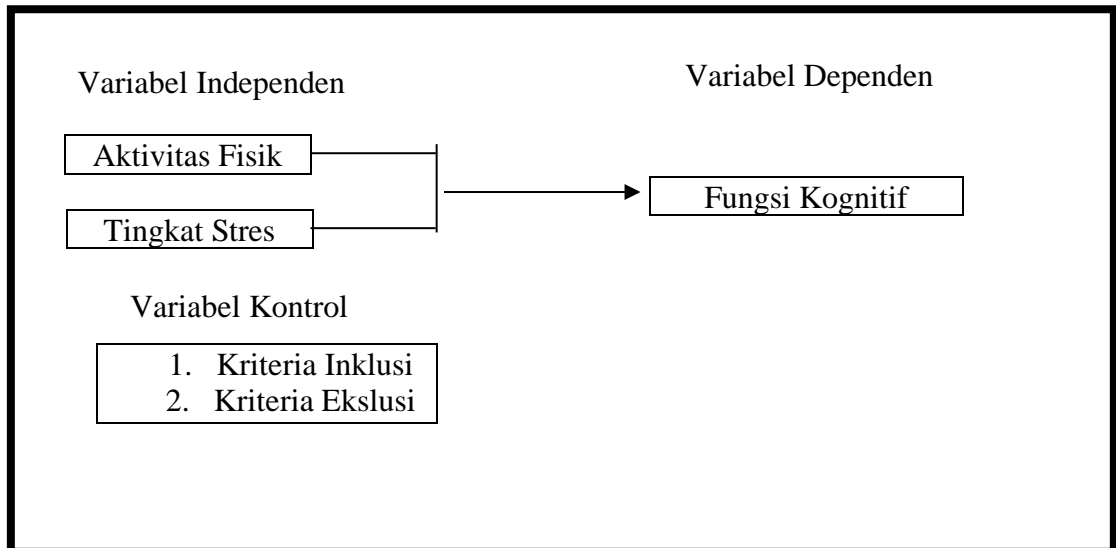 Variabel Independen
Variabel Dependen
Aktivitas Fisik
Fungsi Kognitif
Tingkat Stres
Variabel Kontrol
1. Kriteria Inklusi
2. Kriteria Ekslusi